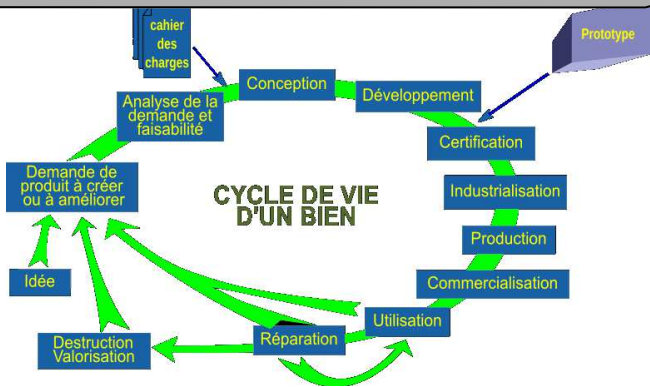 cahier
des
charges
Prototype
Conception
Développement
Analyse de la
demande et
faisabilité
Certification
Demande de
produit à créer
ou à améliorer
Industrialisation
CYCLE DE VIE
D'UN BIEN
Production
Idée
Commercialisation
Utilisation
Réparation
Destruction
Valorisation